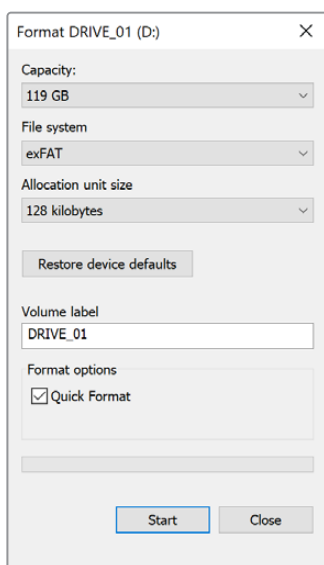 Format DRIVE_01 (D:)
Capacity:
119 GB
File system
exFAT
Allocation unit size
128 kilobytes
Restore device defaults
Volume label
DRIVE_01
Format options
Quick Format
Start Close